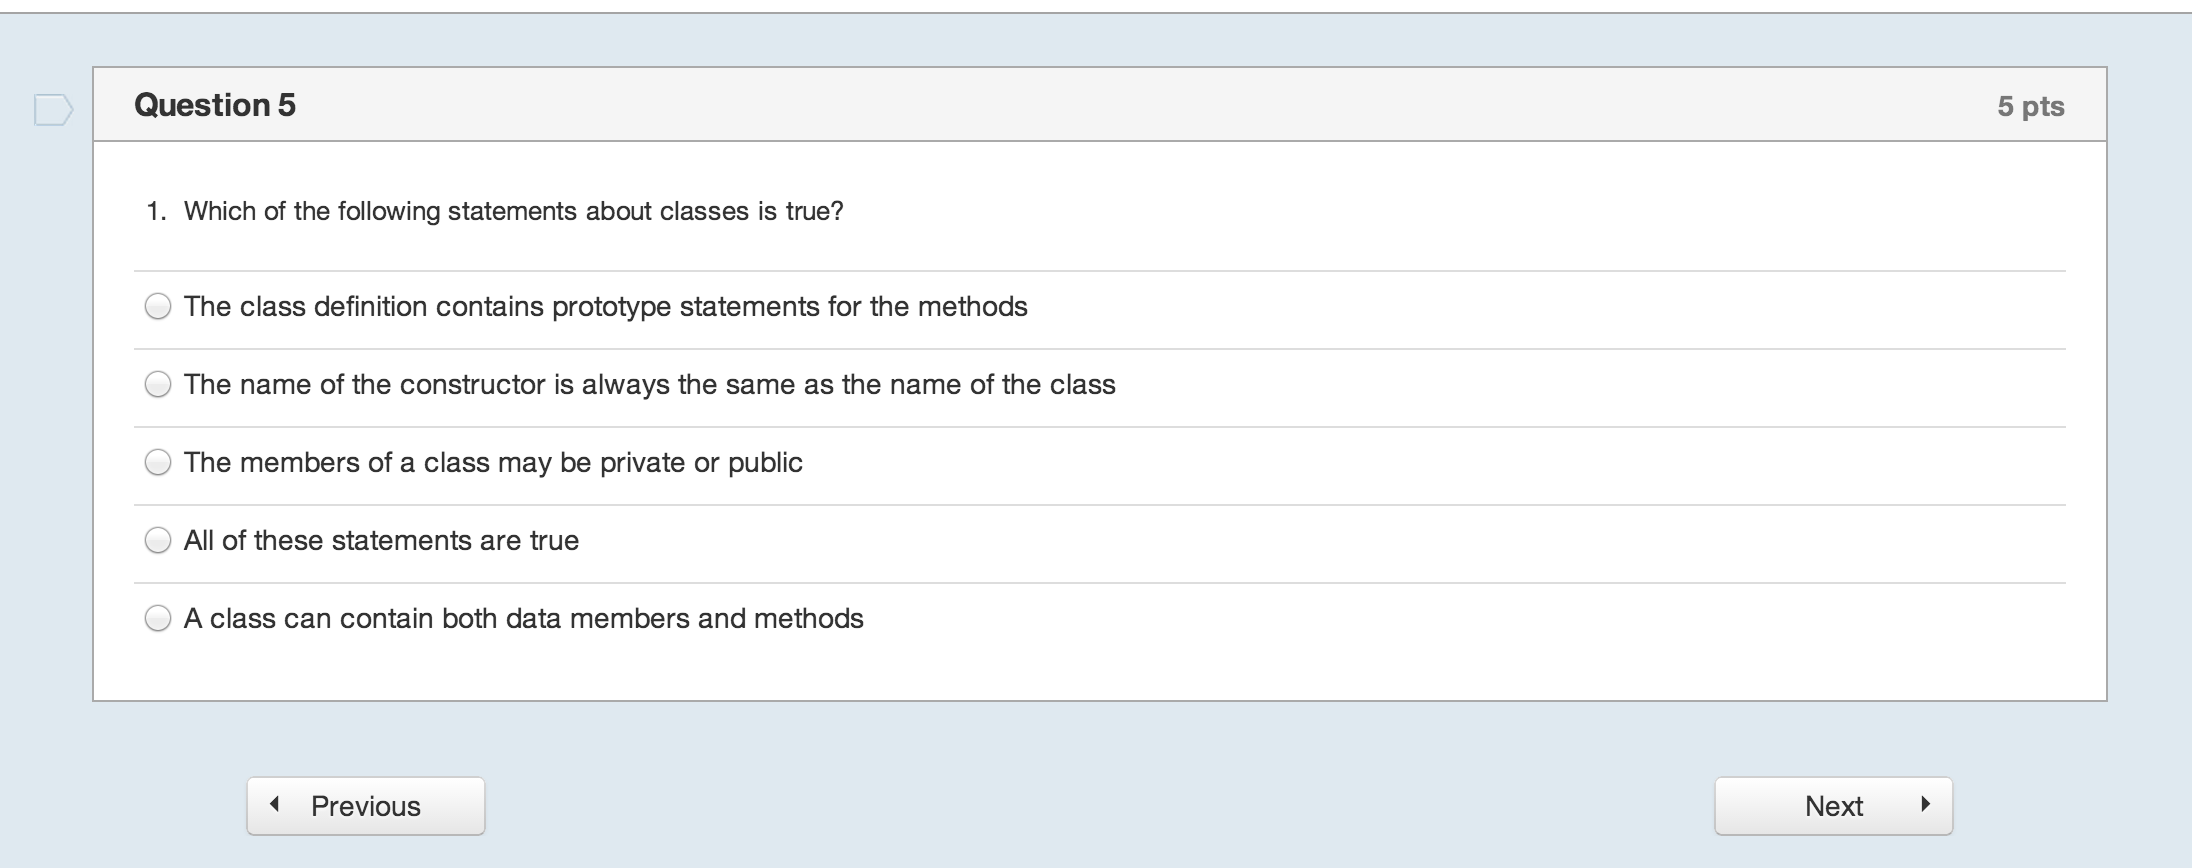 Question 5
5 pts
1. Which of the following statements about classes is true?
The class definition contains prototype statements for the methods
The name of the constructor is always the same as the name of the class
The members of a class may be private or public
All of these statements are true
A class can contain both data members and methods
Previous
Next